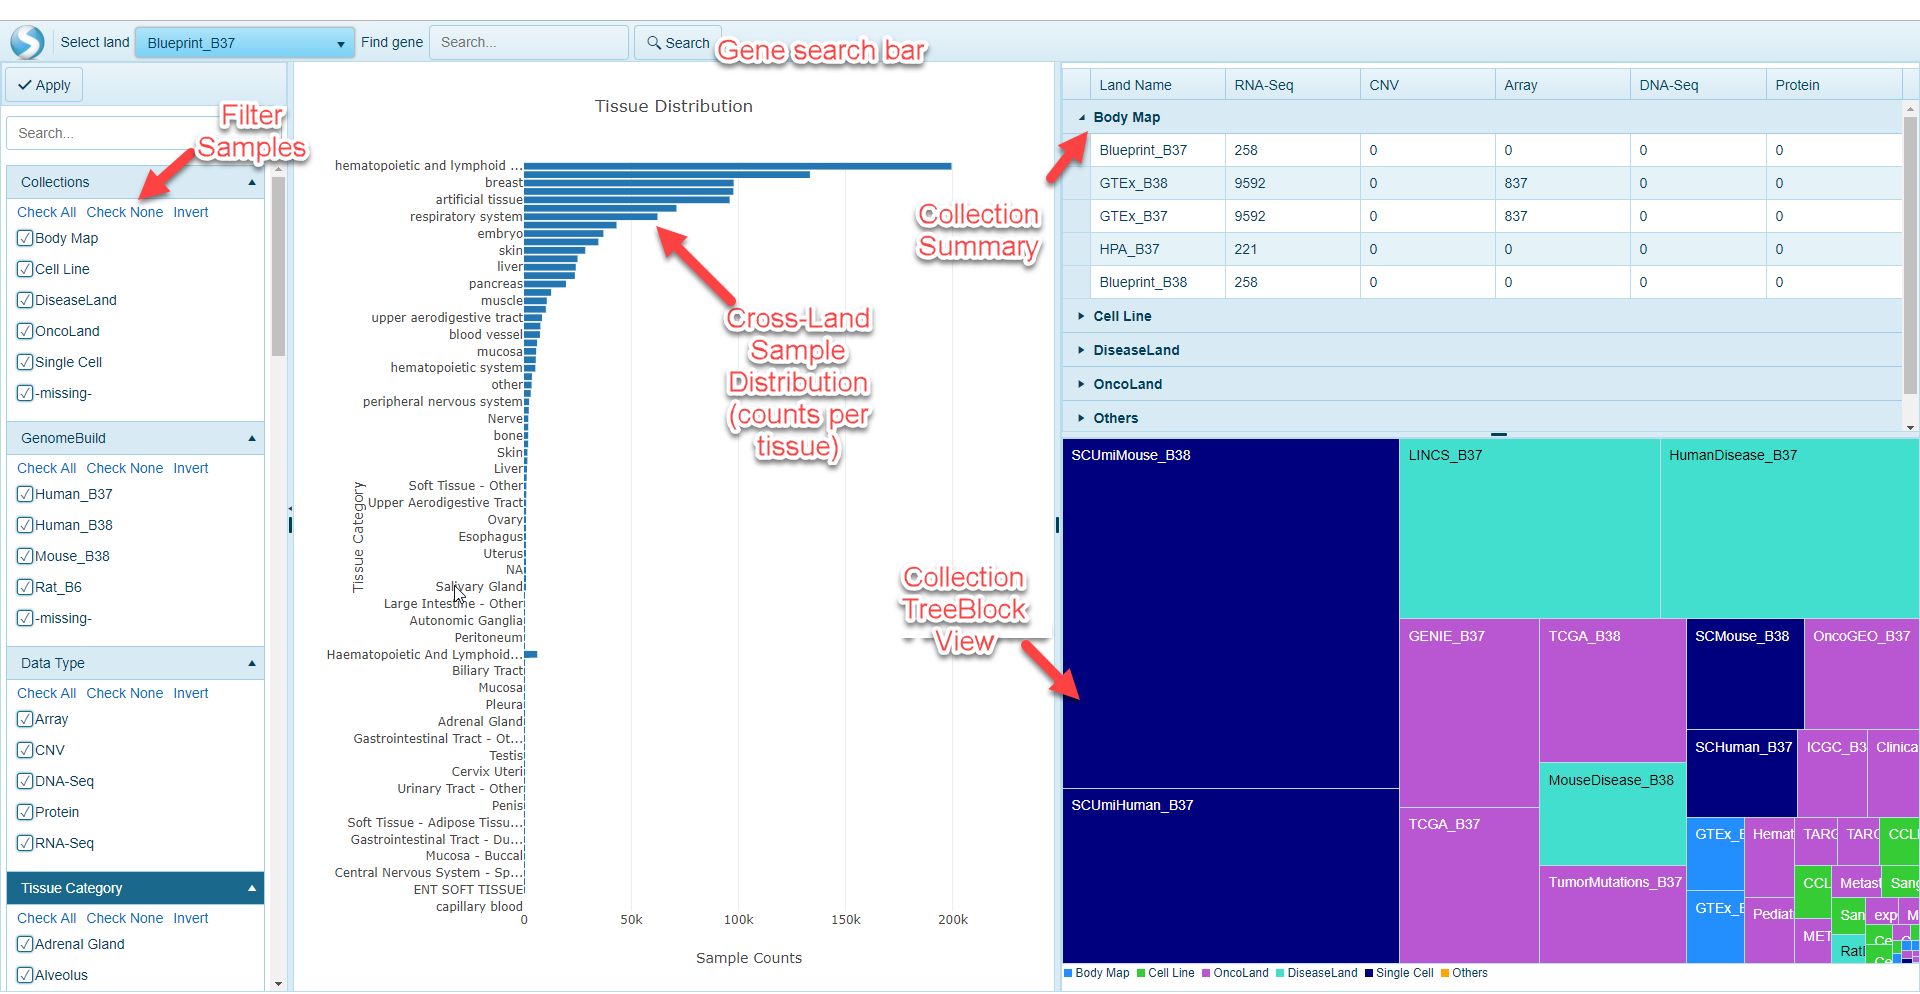 Select land
Blueprint_B37
Find gene
Search...
Search
Gene search bar
Apply
Search...
Filter
Samples
Collections
Check All Check None Invert
Body Map
Cell Line
DiseaseLand
OncoLand
Single Cell
-missing-
GenomeBuild
Check All Check None Invert
Human_B37
Human_B38
Mouse_B38
Rat_B6
-missing-
Data Type
Check All Check None Invert
Array
CNV
DNA-Seq
Protein
RNA-Seq
Tissue Category
Check All Check None Invert
Adrenal Gland
Alveolus
Tissue Distribution
hematopoietic and lymphoid ...
breast
artificial tissue
respiratory system
embryo
skin
liver
pancreas
muscle
upper aerodigestive tract
blood vessel
mucosa
hematopoietic system
other
peripheral nervous system
Nerve
bone
Skin
Liver
Soft Tissue - Other
Upper Aerodigestive Tract
Ovary
Esophagus
Uterus
NA
Salivary Gland
Large Intestine - Other
Autonomic Ganglia
Peritoneum
Haematopoietic And Lymphoid...
Biliary Tract
Mucosa
Pleura
Adrenal Gland
Gastrointestinal Tract - Ot...
Testis
Cervix Uteri
Urinary Tract - Other
Penis
Soft Tissue - Adipose Tissu...
Gastrointestinal Tract - Du...
Mucosa - Buccal
Central Nervous System - Sp...
ENT SOFT TISSUE
capillary blood
Tissue Category
0 50k 100k 150k 200k
Sample Counts
Cross-Land
Sample
Distribution
(counts per
tissue)
Collection
Summary
Collection
TreeBlock
View
Land Name RNA-Seq CNV Array DNA-Seq Protein
Body Map
Blueprint_B37 258 0 0 0 0
GTEx_B38 9592 0 837 0 0
GTEx_B37 9592 0 837 0 0
HPA_B37 221 0 0 0 0
Blueprint_B38 258 0 0 0 0
Cell Line
DiseaseLand
OncoLand
Others
SCUmiMouse_B38
LINCS_B37
HumanDisease_B37
GENIE_B37
TCGA_B38
SCMouse_B38
OncoGEO_B37
SCHuman_B37
ICGC_B3
Clinica
MouseDisease_B38
SCUmiHuman_B37
TCGA_B37
GTEx_E
Hemat
TARC
TARC
CCLI
TumorMutations_B37
CCL
Metast
Sang
GTEx_E
Pediat
San
exp
M
MET
Ce
Rat
Ce
Body Map Cell Line OncoLand DiseaseLand Single Cell Others